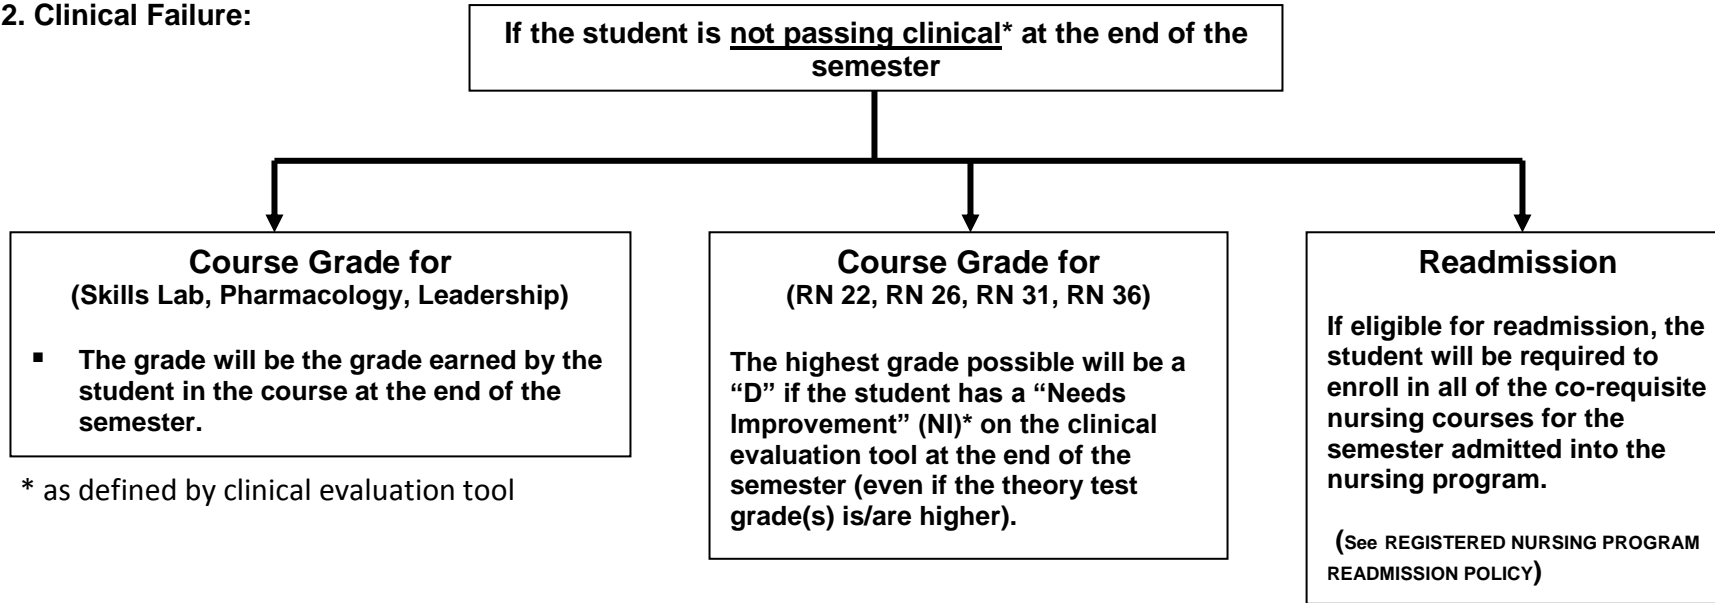 2. Clinical Failure:
If the student is not passing clinical* at the end of the
semester
Course Grade for
(Skills Lab, Pharmacology, Leadership)
▪ The grade will be the grade earned by the
student in the course at the end of the
semester.
* as defined by clinical evaluation tool
Course Grade for
(RN 22, RN 26, RN 31, RN 36)
The highest grade possible will be a
“D” if the student has a “Needs
Improvement” (NI)* on the clinical
evaluation tool at the end of the
semester (even if the theory test
grade(s) is/are higher).
Readmission
If eligible for readmission, the
student will be required to
enroll in all of the co-requisite
nursing courses for the
semester admitted into the
nursing program.
(See REGISTERED NURSING PROGRAM
READMISSION POLICY)